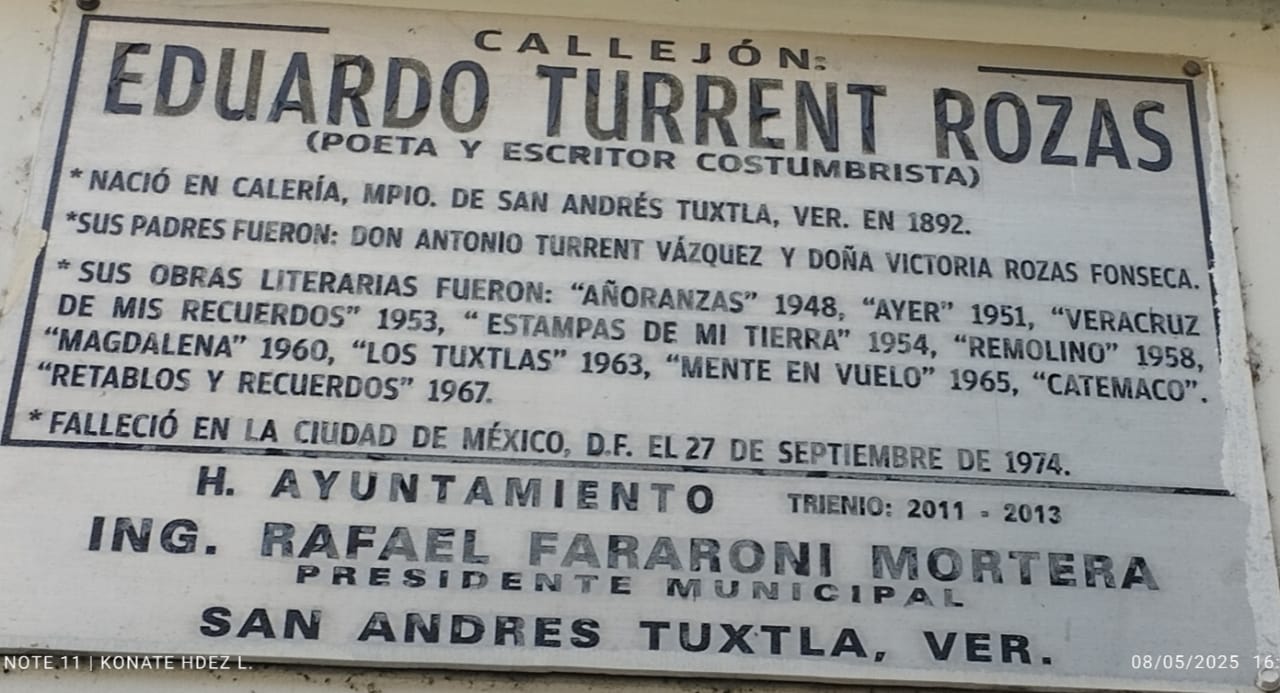 CALLEJÓN:
EDUARDO TURRENT ROZAS
(POETA Y ESCRITOR COSTUMBRISTA)
* NACIÓ EN CALERÍA, MPIO. DE SAN ANDRÉS TUXTLA, VER. EN 1892.
*SUS PADRES FUERON: DON ANTONIO TURRENT VÁZQUEZ Y DOÑA VICTORIA ROZAS FONSECA.
* SUS OBRAS LITERARIAS FUERON: “AÑORANZAS” 1948, “AYER” 1951, “VERACRUZ
DE MIS RECUERDOS” 1953, “ ESTAMPAS DE MI TIERRA” 1954, “REMOLINO” 1958,
“MAGDALENA” 1960, “LOS TUXTLAS” 1963, “MENTE EN VUELO” 1965, “CATEMACO”.
“RETABLOS Y RECUERDOS” 1967.
* FALLECIÓ EN LA CIUDAD DE MÉXICO, D.F. EL 27 DE SEPTIEMBRE DE 1974.
H. AYUNTAMIENTO TRIENIO: 2011 - 2013
ING. RAFAEL FARARONI MORTERA
PRESIDENTE MUNICIPAL
SAN ANDRES TUXTLA, VER.
NOTE 11 | KONATE HDEZ L. 08/05/2025 16: